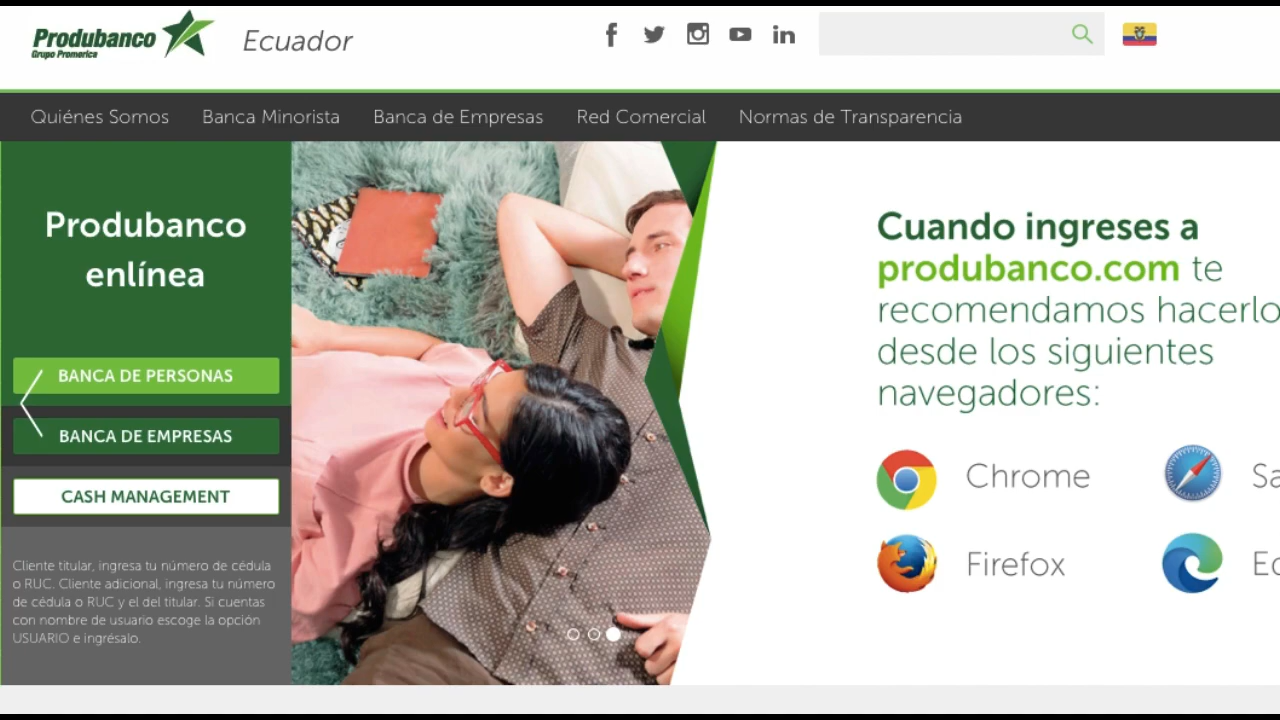 Produbanco
Grupo Promerica
Ecuador
Quiénes Somos
Banca Minorista
Banca de Empresas
Red Comercial
Normas de Transparencia
Produbanco
enlínea
BANCA DE PERSONAS
BANCA DE EMPRESAS
CASH MANAGEMENT
Cliente titular, ingresa tu número de cédula
o RUC. Cliente adicional, ingresa tu número
de cédula o RUC y el del titular. Si cuentas
con nombre de usuario escoge la opción
USUARIO e ingrésalo.
Cuando ingreses a
produbanco.com te
recomendamos hacerlo
desde los siguientes
navegadores:
Chrome
Sa
Firefox